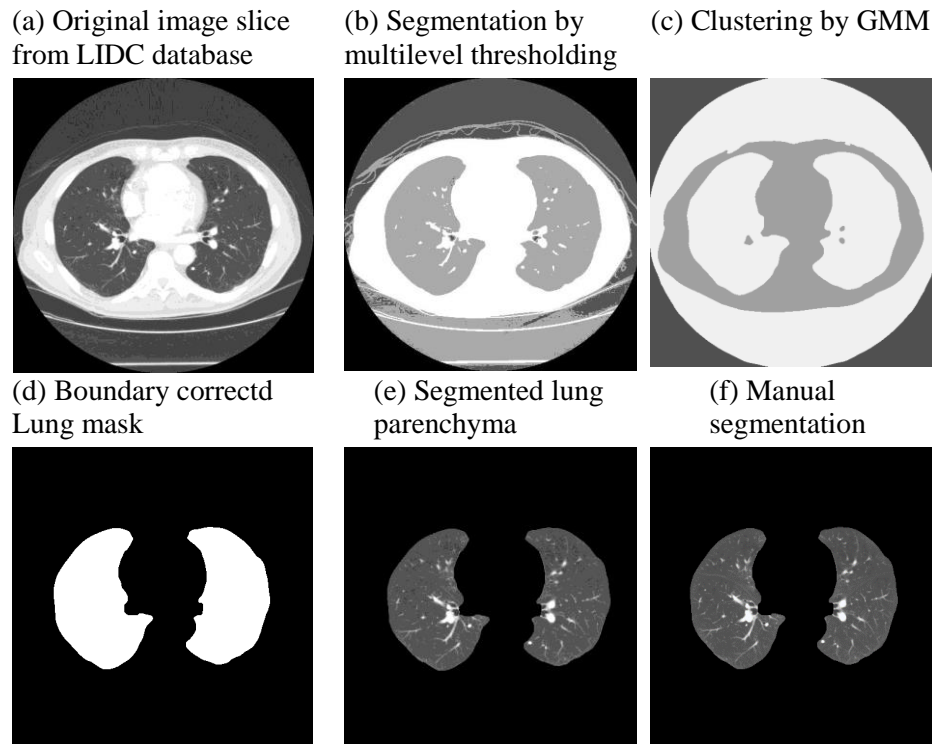 (a) Original image slice
from LIDC database
(b) Segmentation by
multilevel thresholding
(c) Clustering by GMM
(d) Boundary correctd
Lung mask
(e) Segmented lung
parenchyma
(f) Manual
segmentation